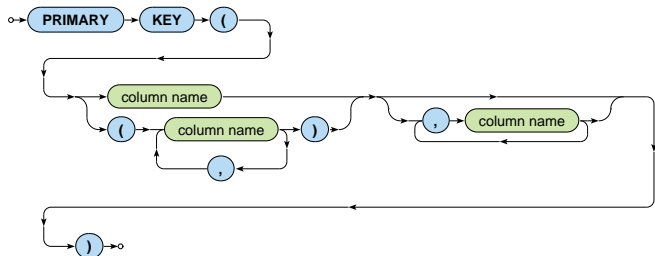 PRIMARY KEY (
column name
( column name )
,
, column name
)